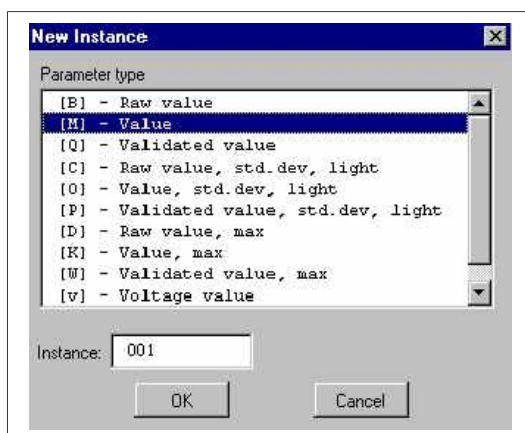 New Instance
Parameter type
[B] - Raw value
[M] - Value
[Q] - Validated value
[C] - Raw value, std.dev, light
[O] - Value, std.dev, light
[P] - Validated value, std.dev, light
[D] - Raw value, max
[K] - Value, max
[W] - Validated value, max
[v] - Voltage value
Instance: 001
OK Cancel